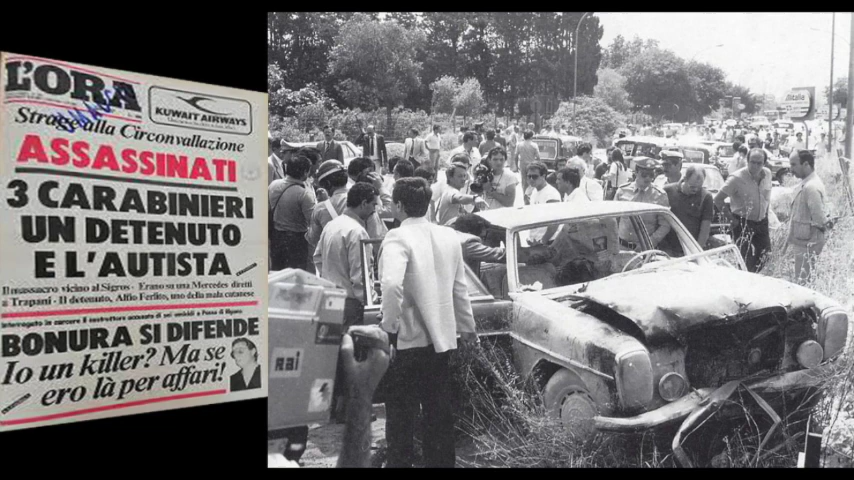 L'ORA
KUWAIT AIRWAYS
Strage sulla Circonvallazione
ASSASSINATI
3 CARABINIERI
UN DETENUTO
E L'AUTISTA
Il massacro vicino al Sigros - Erano su una Mercedes diretti
a Trapani - Il detenuto, Alfio Ferlito, uno della mala catanese
BONURA SI DIFENDE
Io un killer? Ma se
ero là per affari!
RAI
Alitalia